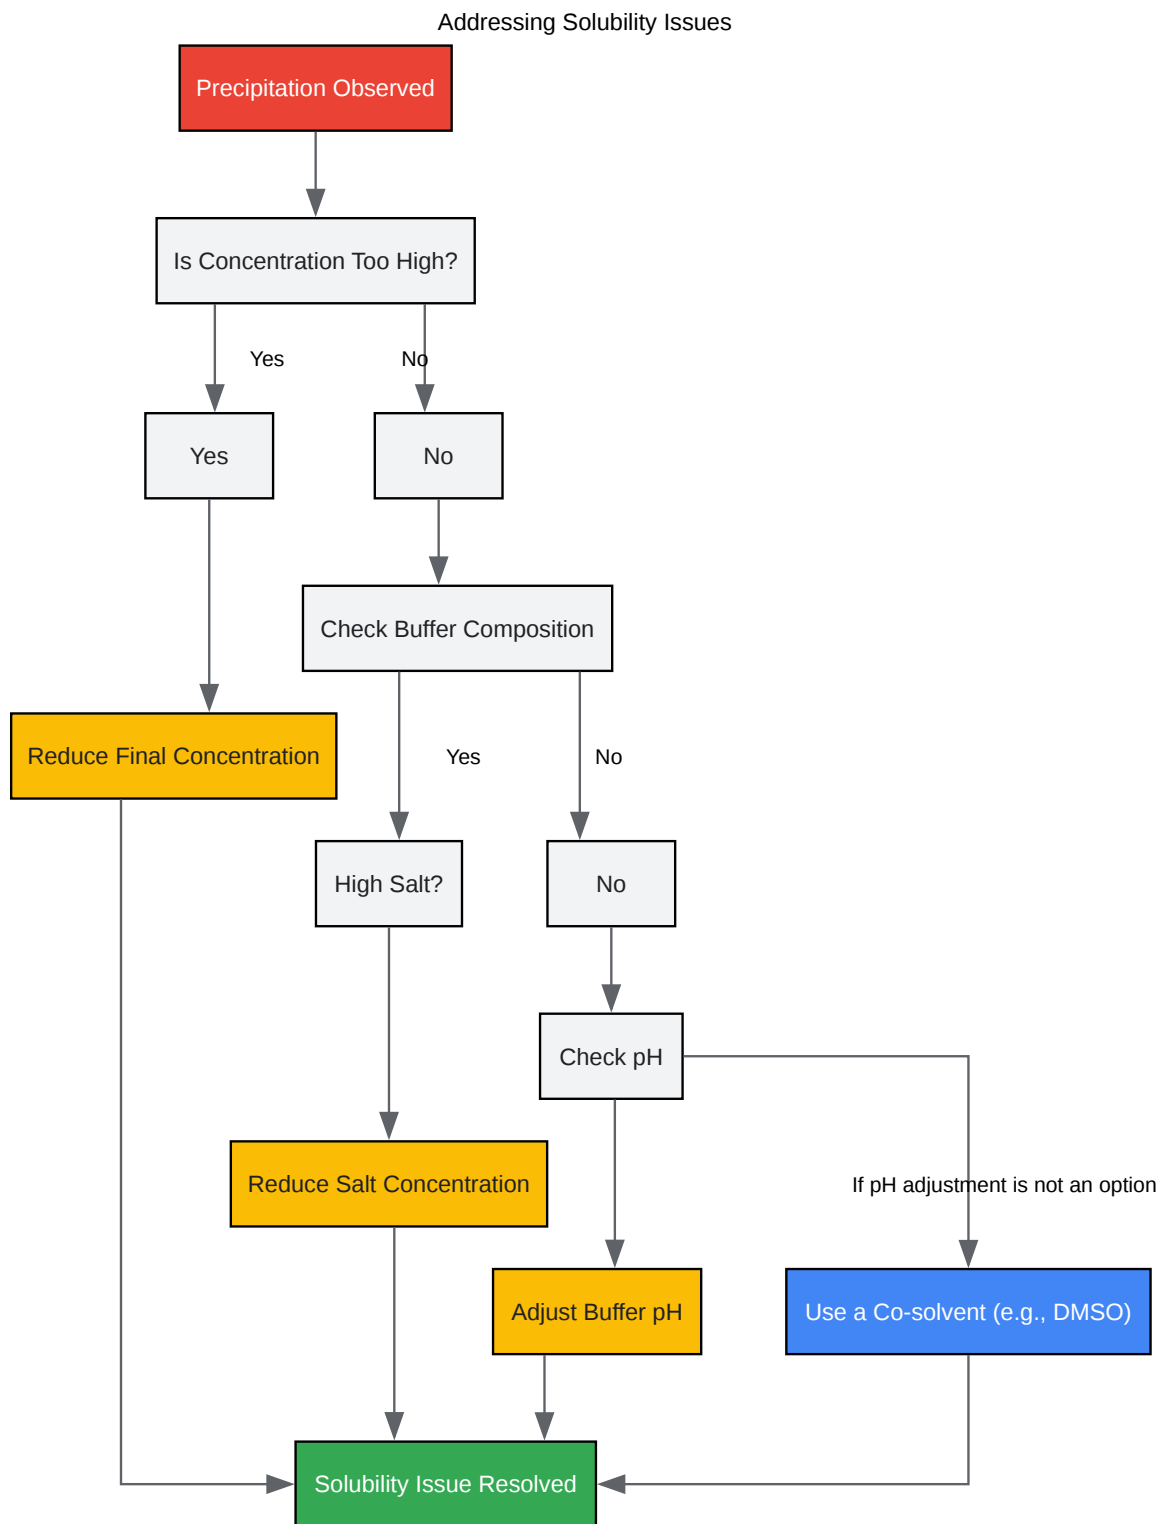 Addressing Solubility Issues
Precipitation Observed
Is Concentration Too High?
Yes
No
Yes
No
Check Buffer Composition
Reduce Final Concentration
Yes
No
High Salt?
No
Check pH
Reduce Salt Concentration
If pH adjustment is not an option
Adjust Buffer pH
Use a Co-solvent (e.g., DMSO)
Solubility Issue Resolved